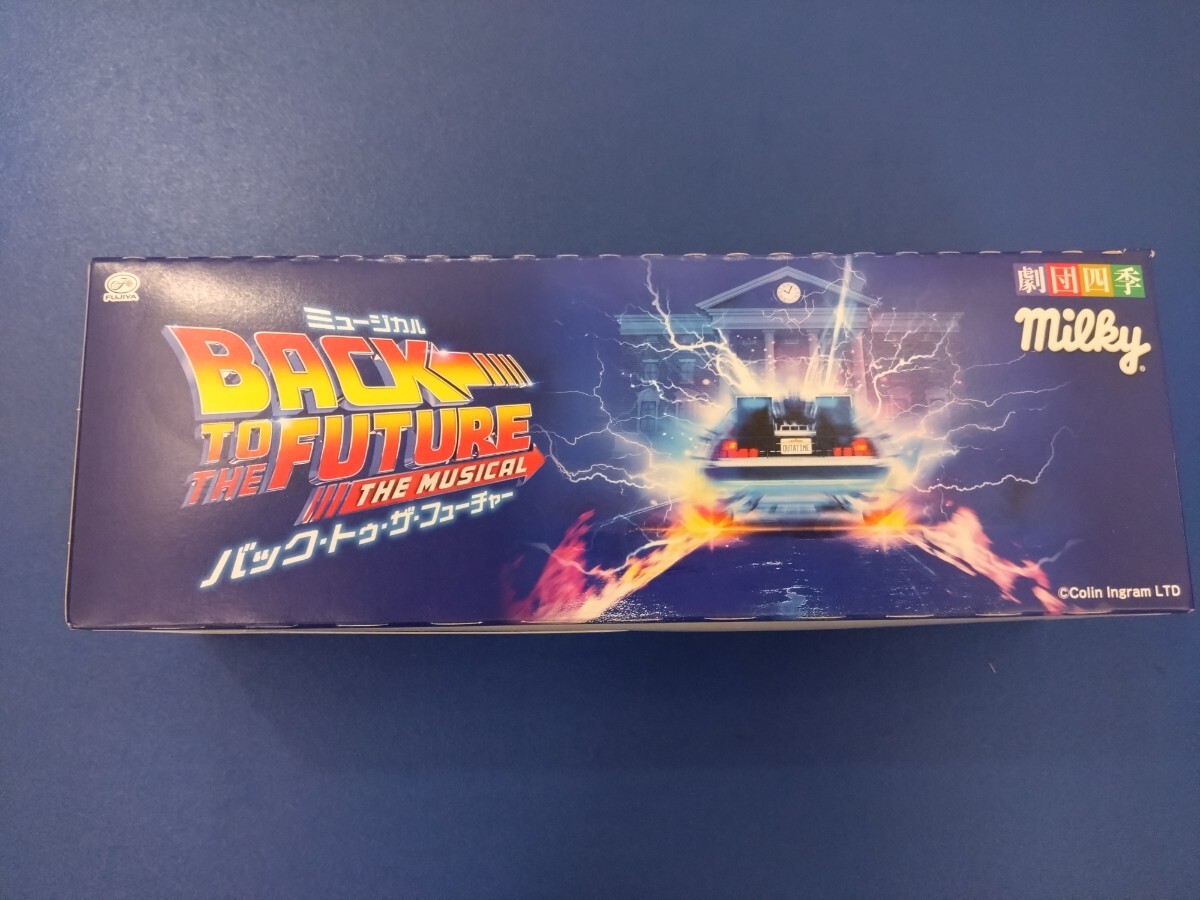 FUJIYA
ミュージカル
BACK
TO THE FUTURE
THE MUSICAL
バック・トゥ・ザ・フューチャー
OUTATIME
劇団四季
milky
©Colin Ingram LTD